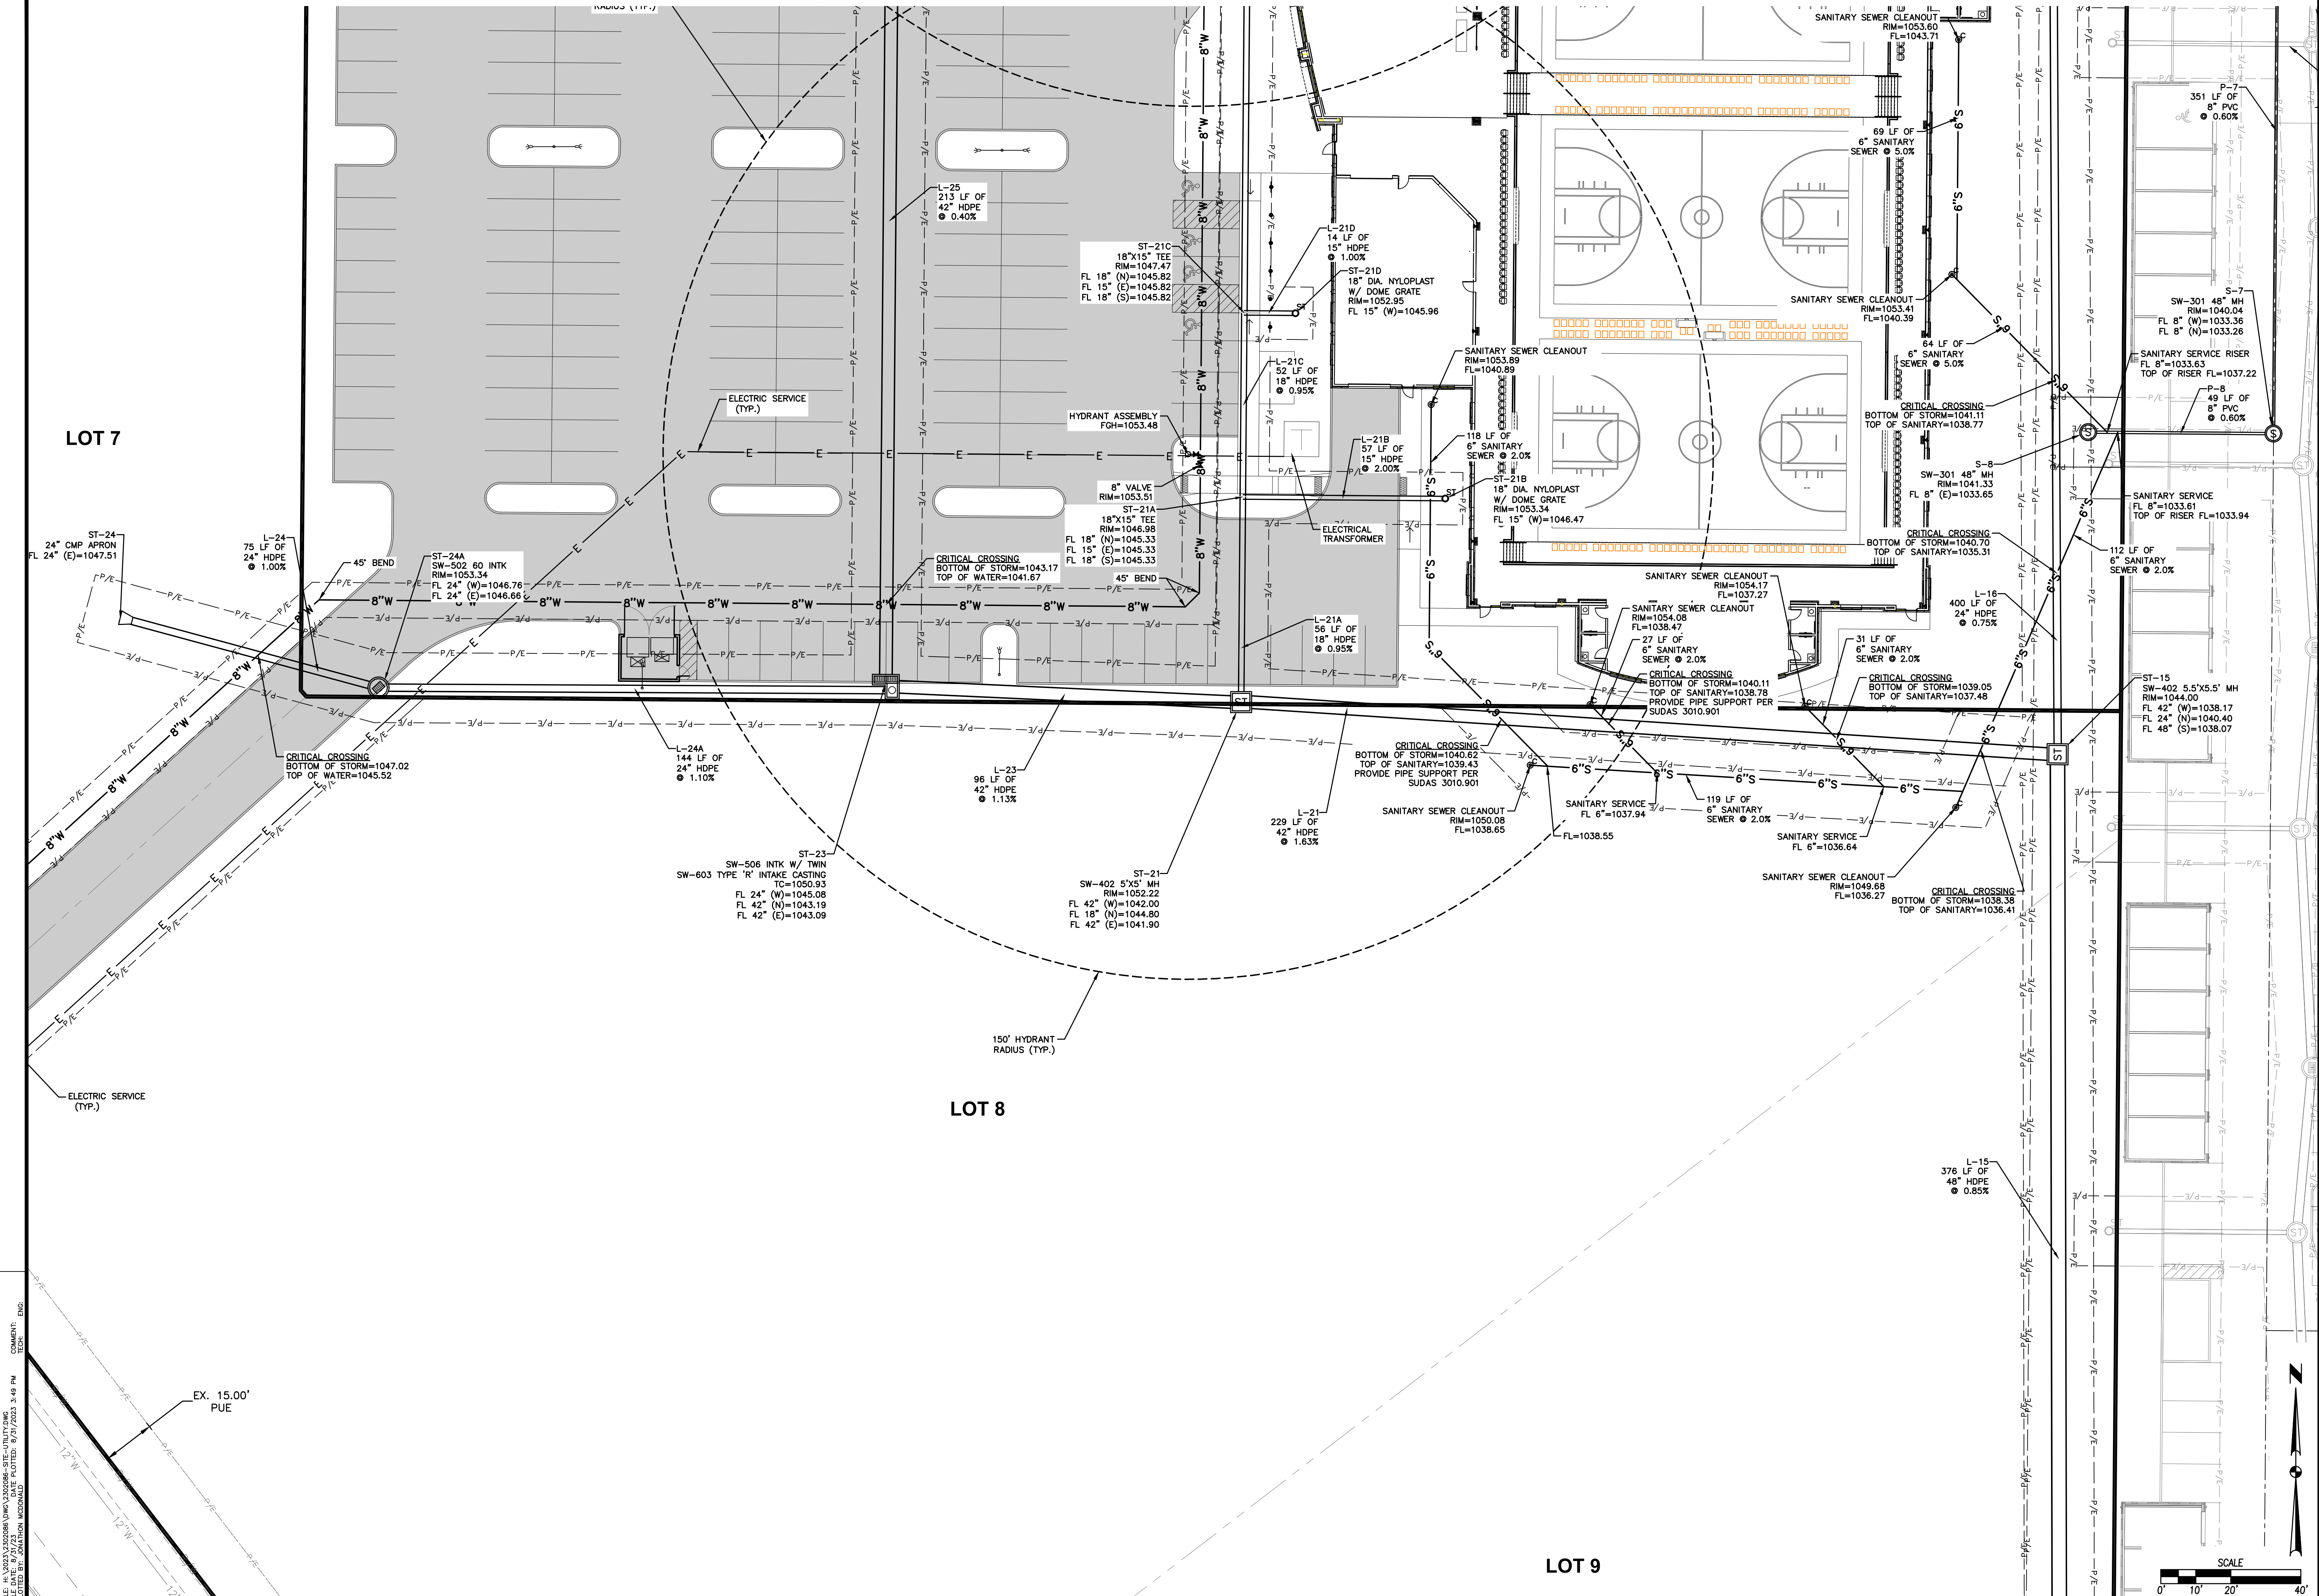 RADIUS (TYP.)
SANITARY SEWER CLEANOUT
RIM=1053.60
FL=1043.71
P-7
351 LF OF
8" PVC
@ 0.60%
69 LF OF
6" SANITARY
SEWER @ 5.0%
L-25
213 LF OF
42" HDPE
@ 0.40%
ST-21C
18"X15" TEE
RIM=1047.47
FL 18" (N)=1045.82
FL 15" (E)=1045.82
FL 18" (S)=1045.82
L-21D
14 LF OF
15" HDPE
@ 1.00%
ST-21D
18" DIA. NYLOPLAST
W/ DOME GRATE
RIM=1052.95
FL 15" (W)=1045.96
SANITARY SEWER CLEANOUT
RIM=1053.41
FL=1040.39
S-7
SW-301 48" MH
RIM=1040.04
FL 8" (W)=1033.36
FL 8" (N)=1033.26
64 LF OF
6" SANITARY
SEWER @ 5.0%
SANITARY SERVICE RISER
FL 8"=1033.63
TOP OF RISER FL=1037.22
P-8
49 LF OF
8" PVC
@ 0.60%
SANITARY SEWER CLEANOUT
RIM=1053.89
FL=1040.89
L-21C
52 LF OF
18" HDPE
@ 0.95%
ELECTRIC SERVICE
(TYP.)
HYDRANT ASSEMBLY
FGH=1053.48
CRITICAL CROSSING
BOTTOM OF STORM=1041.11
TOP OF SANITARY=1038.77
LOT 7
L-21B
57 LF OF
15" HDPE
@ 2.00%
118 LF OF
6" SANITARY
SEWER @ 2.0%
S-8
SW-301 48" MH
RIM=1041.33
FL 8" (E)=1033.65
8" VALVE
RIM=1053.51
ST-21B
18" DIA. NYLOPLAST
W/ DOME GRATE
RIM=1053.34
FL 15" (W)=1046.47
SANITARY SERVICE
FL 8"=1033.61
TOP OF RISER FL=1033.94
ST-21A
18"X15" TEE
RIM=1046.98
FL 18" (N)=1045.33
FL 15" (E)=1045.33
FL 18" (S)=1045.33
ELECTRICAL
TRANSFORMER
CRITICAL CROSSING
BOTTOM OF STORM=1040.70
TOP OF SANITARY=1035.31
ST-24
24" CMP APRON
FL 24" (E)=1047.51
L-24
75 LF OF
24" HDPE
@ 1.00%
45° BEND
ST-24A
SW-502 60 INTK
RIM=1053.34
FL 24" (W)=1046.76
FL 24" (E)=1046.66
CRITICAL CROSSING
BOTTOM OF STORM=1043.17
TOP OF WATER=1041.67
45° BEND
112 LF OF
6" SANITARY
SEWER @ 2.0%
SANITARY SEWER CLEANOUT
RIM=1054.17
FL=1037.27
SANITARY SEWER CLEANOUT
RIM=1054.08
FL=1038.47
L-16
400 LF OF
24" HDPE
@ 0.75%
L-21A
56 LF OF
18" HDPE
@ 0.95%
27 LF OF
6" SANITARY
SEWER @ 2.0%
31 LF OF
6" SANITARY
SEWER @ 2.0%
CRITICAL CROSSING
BOTTOM OF STORM=1040.11
TOP OF SANITARY=1038.78
PROVIDE PIPE SUPPORT PER
SUDAS 3010.901
CRITICAL CROSSING
BOTTOM OF STORM=1039.05
TOP OF SANITARY=1037.48
ST-15
SW-402 5.5'X5.5' MH
RIM=1044.00
FL 42" (W)=1038.17
FL 24" (N)=1040.40
FL 48" (S)=1038.07
CRITICAL CROSSING
BOTTOM OF STORM=1047.02
TOP OF WATER=1045.52
L-24A
144 LF OF
24" HDPE
@ 1.10%
L-23
96 LF OF
42" HDPE
@ 1.13%
CRITICAL CROSSING
BOTTOM OF STORM=1040.62
TOP OF SANITARY=1039.43
PROVIDE PIPE SUPPORT PER
SUDAS 3010.901
L-21
229 LF OF
42" HDPE
@ 1.63%
SANITARY SEWER CLEANOUT
RIM=1050.08
FL=1038.65
SANITARY SERVICE
FL 6"=1037.94
FL=1038.55
119 LF OF
6" SANITARY
SEWER @ 2.0%
SANITARY SERVICE
FL 6"=1036.64
ST-23
SW-506 INTK W/ TWIN
SW-603 TYPE 'R' INTAKE CASTING
TC=1050.93
FL 24" (W)=1045.08
FL 42" (N)=1043.19
FL 42" (E)=1043.09
ST-21
SW-402 5'X5' MH
RIM=1052.22
FL 42" (W)=1042.00
FL 18" (N)=1044.80
FL 42" (E)=1041.90
SANITARY SEWER CLEANOUT
RIM=1049.68
FL=1036.27
CRITICAL CROSSING
BOTTOM OF STORM=1038.38
TOP OF SANITARY=1036.41
150' HYDRANT
RADIUS (TYP.)
ELECTRIC SERVICE
(TYP.)
LOT 8
L-15
376 LF OF
48" HDPE
@ 0.85%
EX. 15.00'
PUE
12"W
LOT 9
N
SCALE
0' 10' 20' 40'
COMMENT:
TECH: ENG:
H:\2023\2302086\DWG\2302086-SITE-UTILITY.DWG
DATE: 8/31/23 DATE PLOTTED: 8/31/2023 3:49 PM
BY: JONATHON MCDONALD